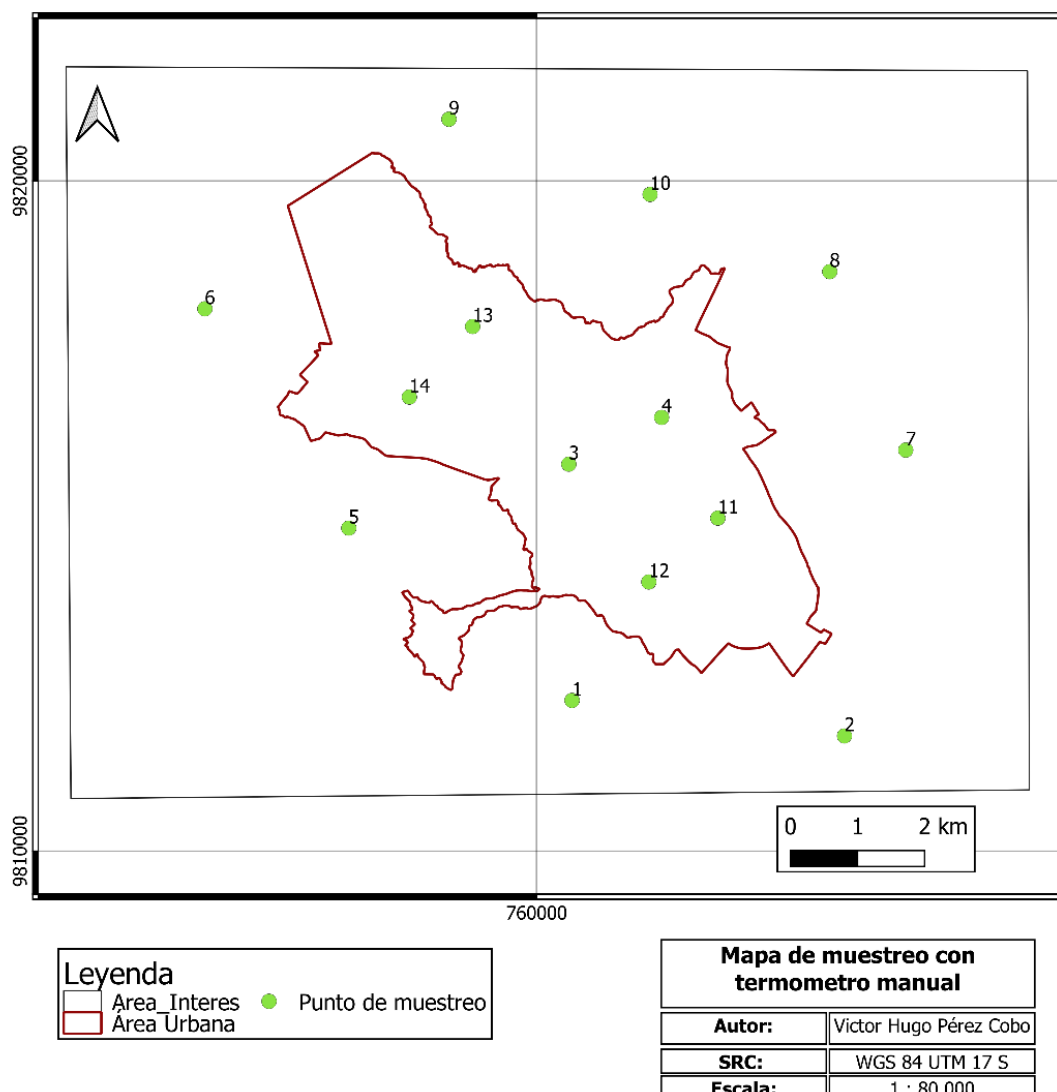 9
9820000
10
8
6
13
14
4
7
3
11
5
12
1
2
0 1 2 km
9810000
760000
Leyenda
Area_Interes
Punto de muestreo
Área Urbana
Mapa de muestreo con
termometro manual
Autor: Victor Hugo Pérez Cobo
SRC: WGS 84 UTM 17 S
Escala: 1 : 80.000